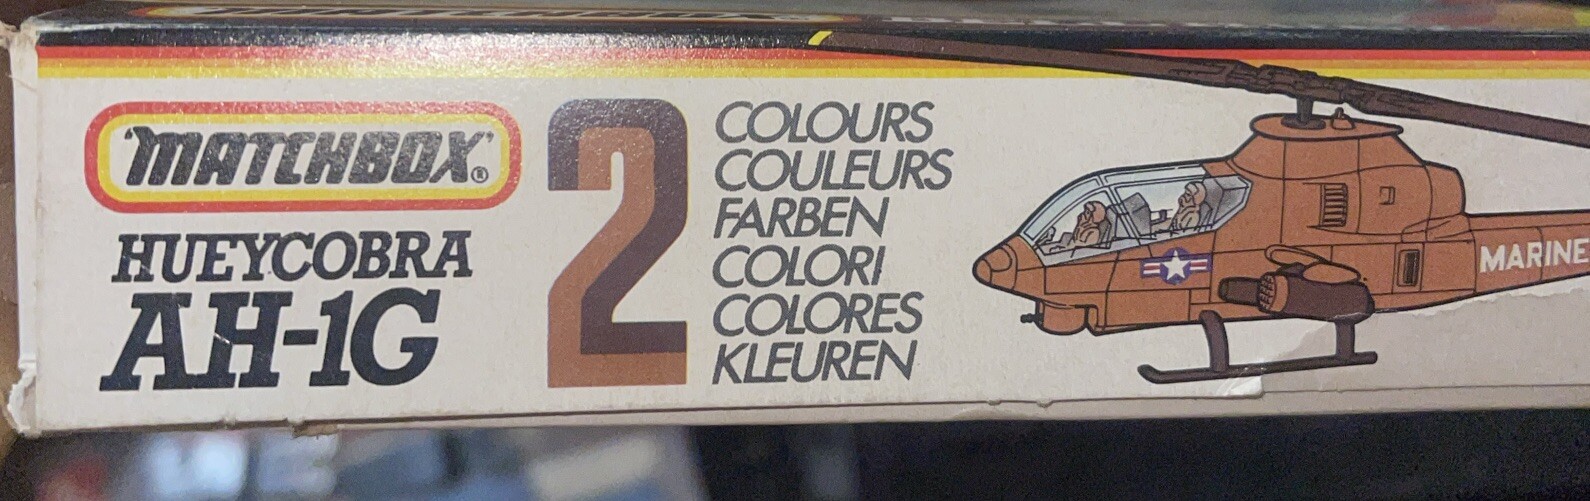 'MATCHBOX'®
HUEYCOBRA
AH-1G
2
COLOURS
COULEURS
FARBEN
COLORI
COLORES
KLEUREN
MARINE